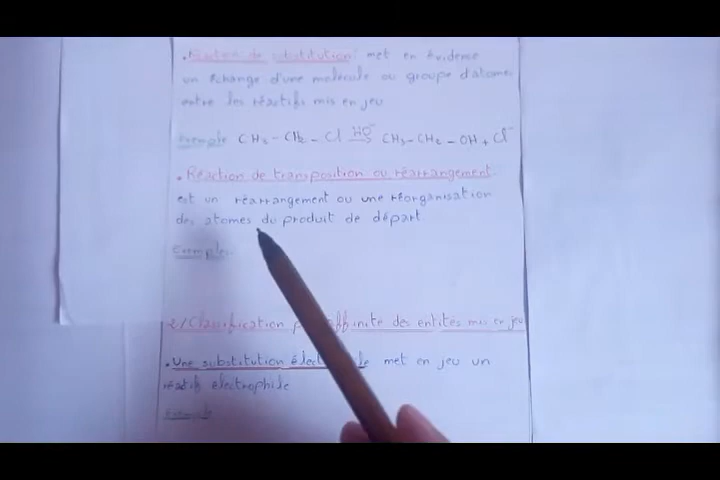 . Réaction de substitution: met en évidence
un échange d'une molécule ou groupe d'atomes
entre les réactifs mis en jeu
Exemple CH3 - CH2 - Cl HO⁻→ CH3-CH2-OH + Cl⁻
. Réaction de transposition ou réarrangement
est un réarrangement ou une réorganisation
des atomes du produit de départ
Exemples
2/ Classification affinité des entités mis en jeu
. Une substitution met en jeu un
réactif électrophile
Exemple